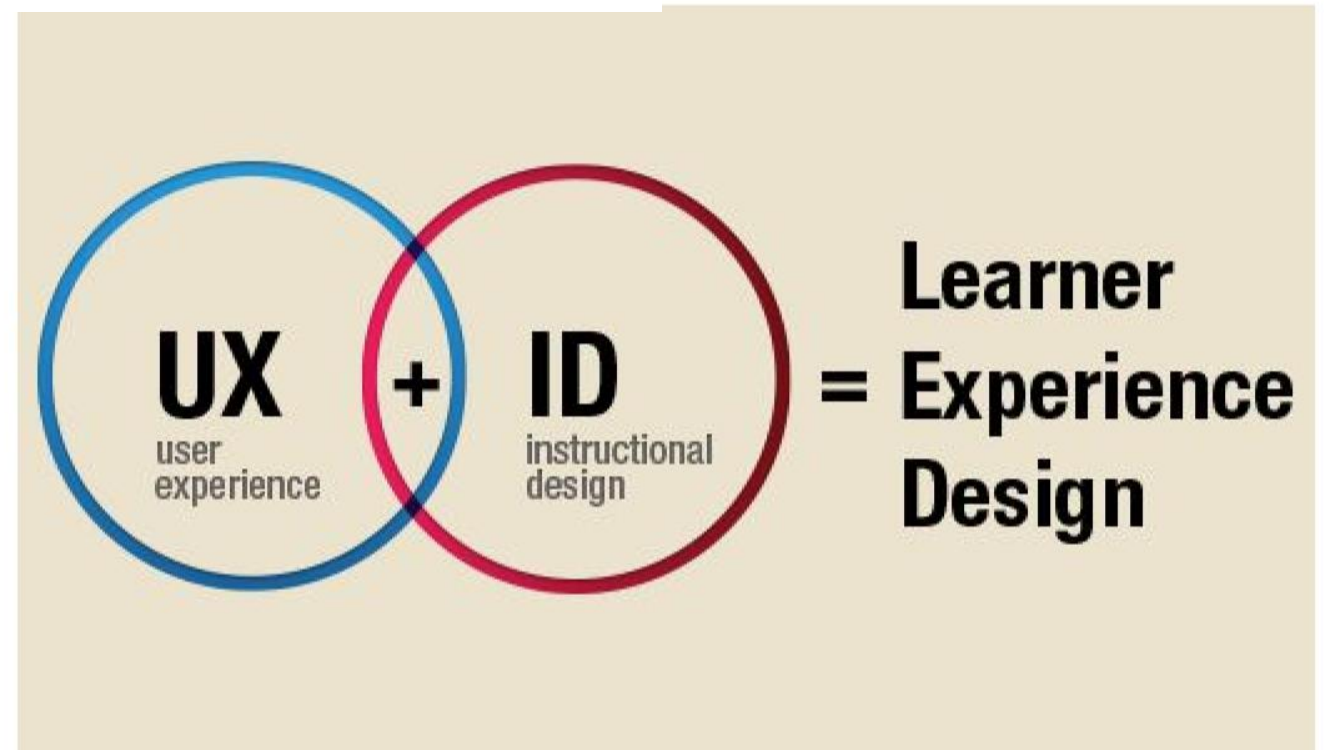 UX
user
experience
+
ID
instructional
design
=
Learner
Experience
Design